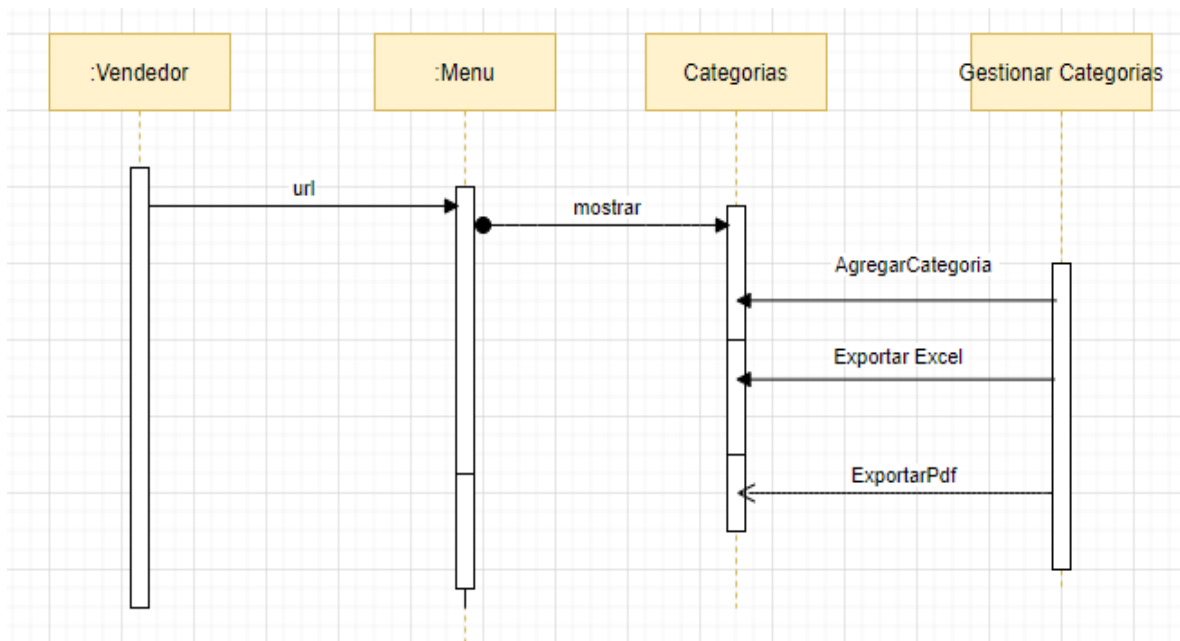 :Vendedor
:Menu
Categorias
Gestionar Categorias
url
mostrar
AgregarCategoria
Exportar Excel
ExportarPdf